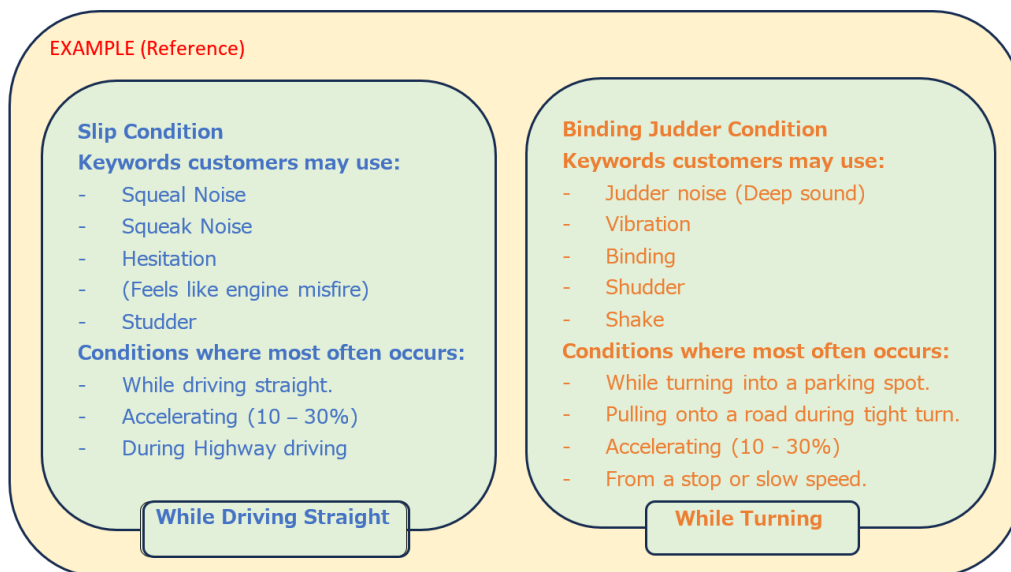 EXAMPLE (Reference)
Slip Condition
Keywords customers may use:
- Squeal Noise
- Squeak Noise
- Hesitation
- (Feels like engine misfire)
- Studder
Conditions where most often occurs:
- While driving straight.
- Accelerating (10 – 30%)
- During Highway driving
While Driving Straight
Binding Judder Condition
Keywords customers may use:
- Judder noise (Deep sound)
- Vibration
- Binding
- Shudder
- Shake
Conditions where most often occurs:
- While turning into a parking spot.
- Pulling onto a road during tight turn.
- Accelerating (10 - 30%)
- From a stop or slow speed.
While Turning